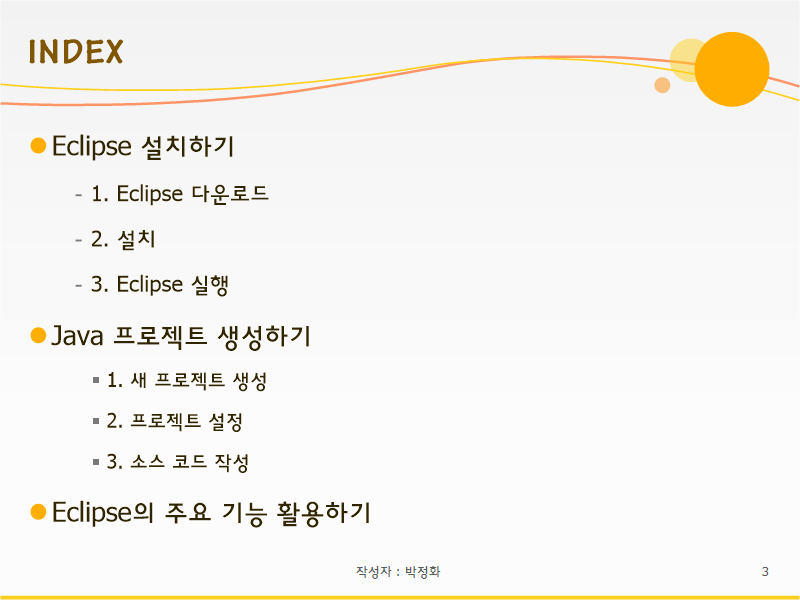 INDEX
Eclipse 설치하기
- 1. Eclipse 다운로드
- 2. 설치
- 3. Eclipse 실행
Java 프로젝트 생성하기
1. 새 프로젝트 생성
2. 프로젝트 설정
3. 소스 코드 작성
Eclipse의 주요 기능 활용하기
작성자 : 박정화
3